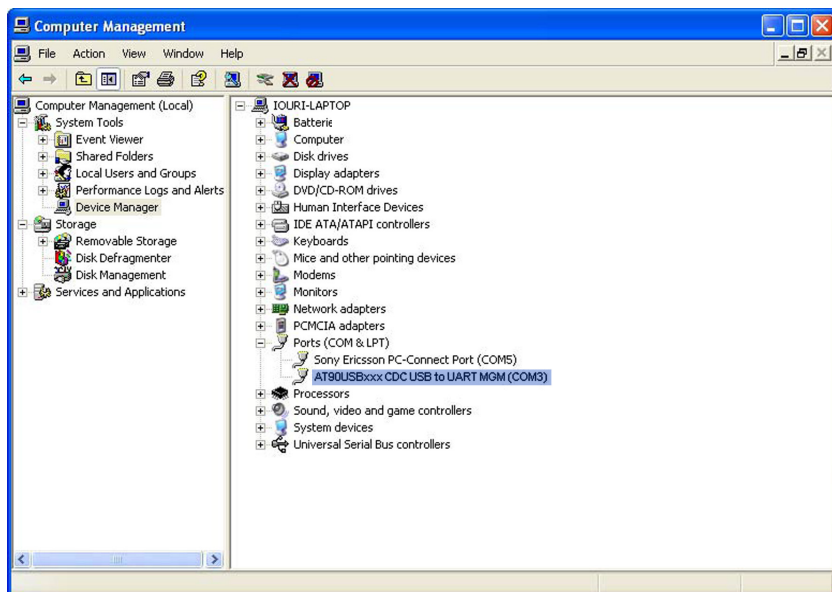 Computer Management
File Action View Window Help
Computer Management (Local)
System Tools
Event Viewer
Shared Folders
Local Users and Groups
Performance Logs and Alerts
Device Manager
Storage
Removable Storage
Disk Defragmenter
Disk Management
Services and Applications
IOURI-LAPTOP
Batterie
Computer
Disk drives
Display adapters
DVD/CD-ROM drives
Human Interface Devices
IDE ATA/ATAPI controllers
Keyboards
Mice and other pointing devices
Modems
Monitors
Network adapters
PCMCIA adapters
Ports (COM & LPT)
Sony Ericsson PC-Connect Port (COM5)
AT90USBxxx CDC USB to UART MGM (COM3)
Processors
Sound, video and game controllers
System devices
Universal Serial Bus controllers